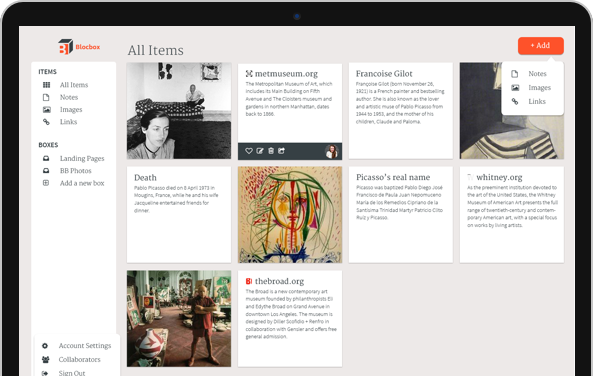 Blocbox
All Items
+ Add
Notes
Images
Links
ITEMS
All Items
Notes
Images
Links
BOXES
Landing Pages
BB Photos
Add a new box
metmuseum.org
The Metropolitan Museum of Art, which
includes its Main Building on Fifth
Avenue and The Cloisters museum and
gardens in northern Manhattan, dates
back to 1866.
Francoise Gilot
Francoise Gilot (born November 26,
1921) is a French painter and bestselling
author. She is also known as the lover
and artistic muse of Pablo Picasso from
1944 to 1953, and the mother of his
children, Claude and Paloma.
Death
Pablo Picasso died on 8 April 1973 in
Mougins, France, while he and his wife
Jacqueline entertained friends for
dinner.
Picasso's real name
Picasso was baptized Pablo Diego José
Francisco de Paula Juan Nepomuceno
María de los Remedios Cipriano de la
Santísima Trinidad Martyr Patricio Clito
Ruíz y Picasso.
whitney.org
As the preeminent institution devoted to
the art of the United States, the Whitney
Museum of American Art presents the full
range of twentieth-century and contem-
porary American art, with a special focus
on works by living artists.
thebroad.org
The Broad is a new contemporary art
museum founded by philanthropists Eli
and Edythe Broad on Grand Avenue in
downtown Los Angeles. The museum is
designed by Diller Scofidio + Renfro in
collaboration with Gensler and offers free
general admission.
Account Settings
Collaborators
Sign Out